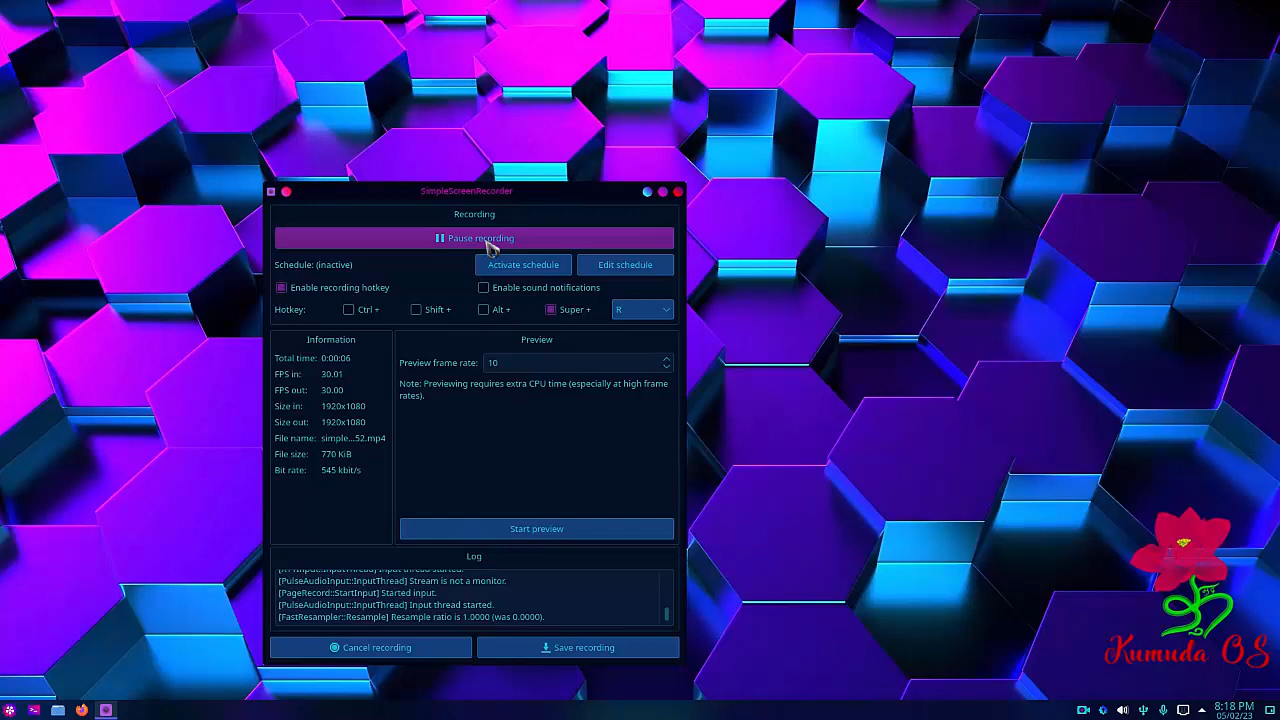 SimpleScreenRecorder
Recording
Pause recording
Schedule: (inactive)
Activate schedule
Edit schedule
Enable recording hotkey
Enable sound notifications
Hotkey:
Ctrl +
Shift +
Alt +
Super +
R
Information
Total time: 0:00:06
FPS in: 30.01
FPS out: 30.00
Size in: 1920x1080
Size out: 1920x1080
File name: simple...52.mp4
File size: 770 KiB
Bit rate: 545 kbit/s
Preview
Preview frame rate: 10
Note: Previewing requires extra CPU time (especially at high frame
rates).
Start preview
Log
[PulseAudioInput::InputThread] Stream is not a monitor.
[PageRecord::StartInput] Started input.
[PulseAudioInput::InputThread] Input thread started.
[FastResampler::Resample] Resample ratio is 1.0000 (was 0.0000).
Cancel recording
Save recording
Kumuda OS
8:18 PM
05/02/23